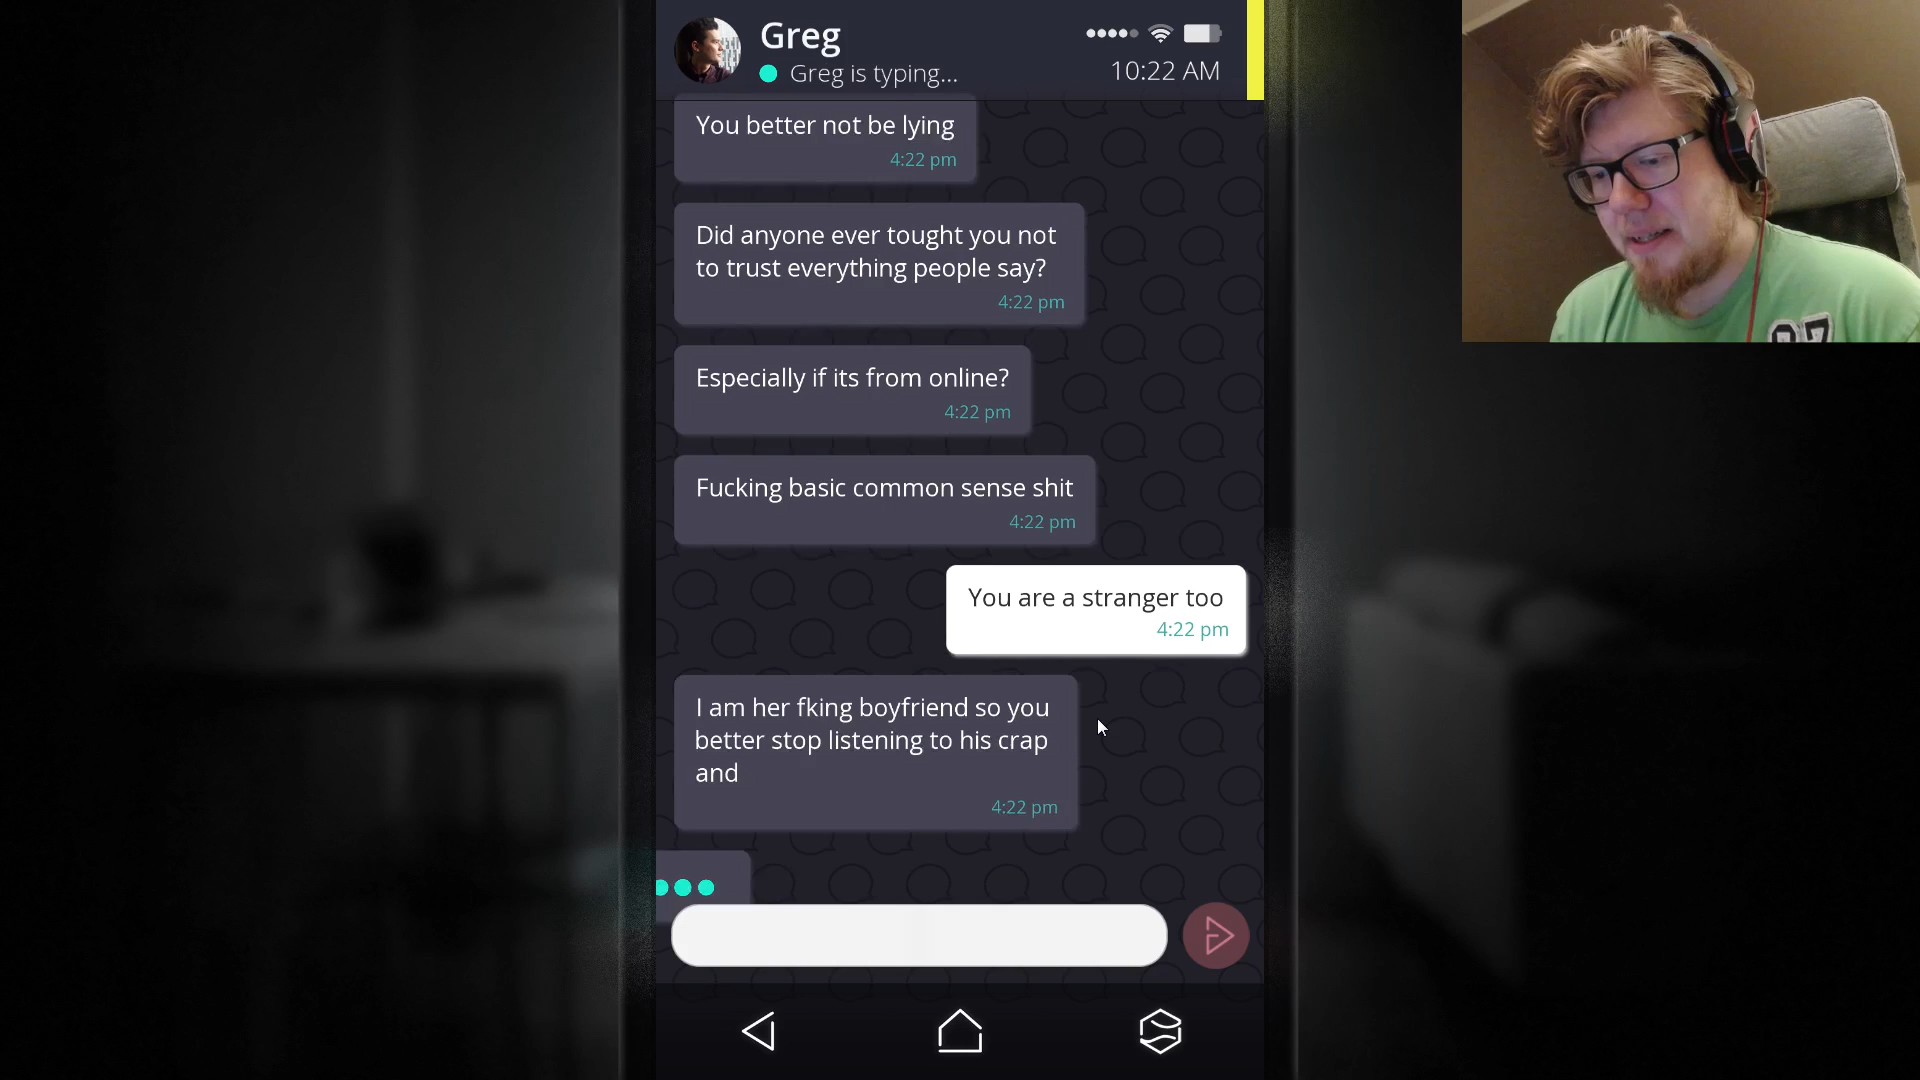 Greg
Greg is typing...
10:22 AM
You better not be lying
4:22 pm
Did anyone ever tought you not
to trust everything people say?
4:22 pm
Especially if its from online?
4:22 pm
Fucking basic common sense shit
4:22 pm
You are a stranger too
4:22 pm
I am her fking boyfriend so you
better stop listening to his crap
and
4:22 pm